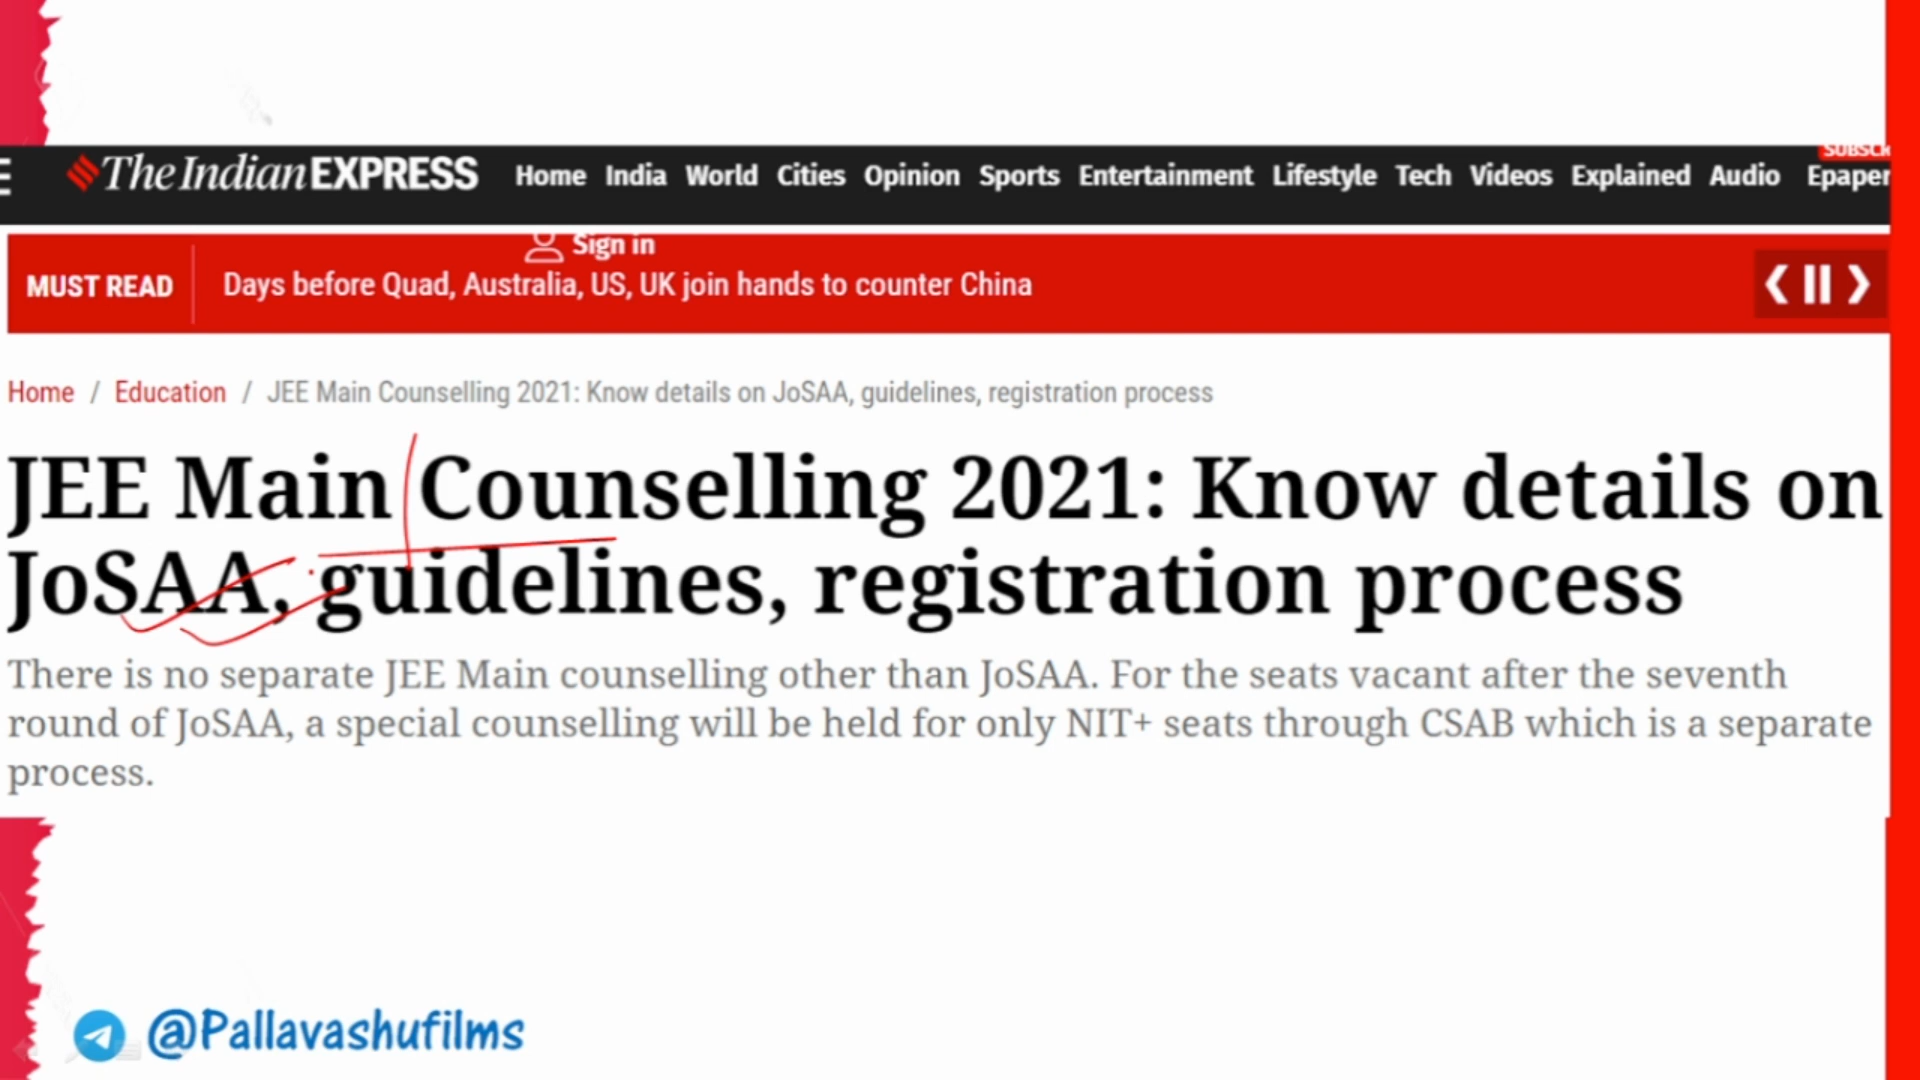 SUBSCR
The Indian EXPRESS Home India World Cities Opinion Sports Entertainment Lifestyle Tech Videos Explained Audio Epaper
Sign in
MUST READ Days before Quad, Australia, US, UK join hands to counter China
Home / Education / JEE Main Counselling 2021: Know details on JoSAA, guidelines, registration process
JEE Main Counselling 2021: Know details on
JoSAA, guidelines, registration process
There is no separate JEE Main counselling other than JoSAA. For the seats vacant after the seventh
round of JoSAA, a special counselling will be held for only NIT+ seats through CSAB which is a separate
process.
@Pallavashufilms